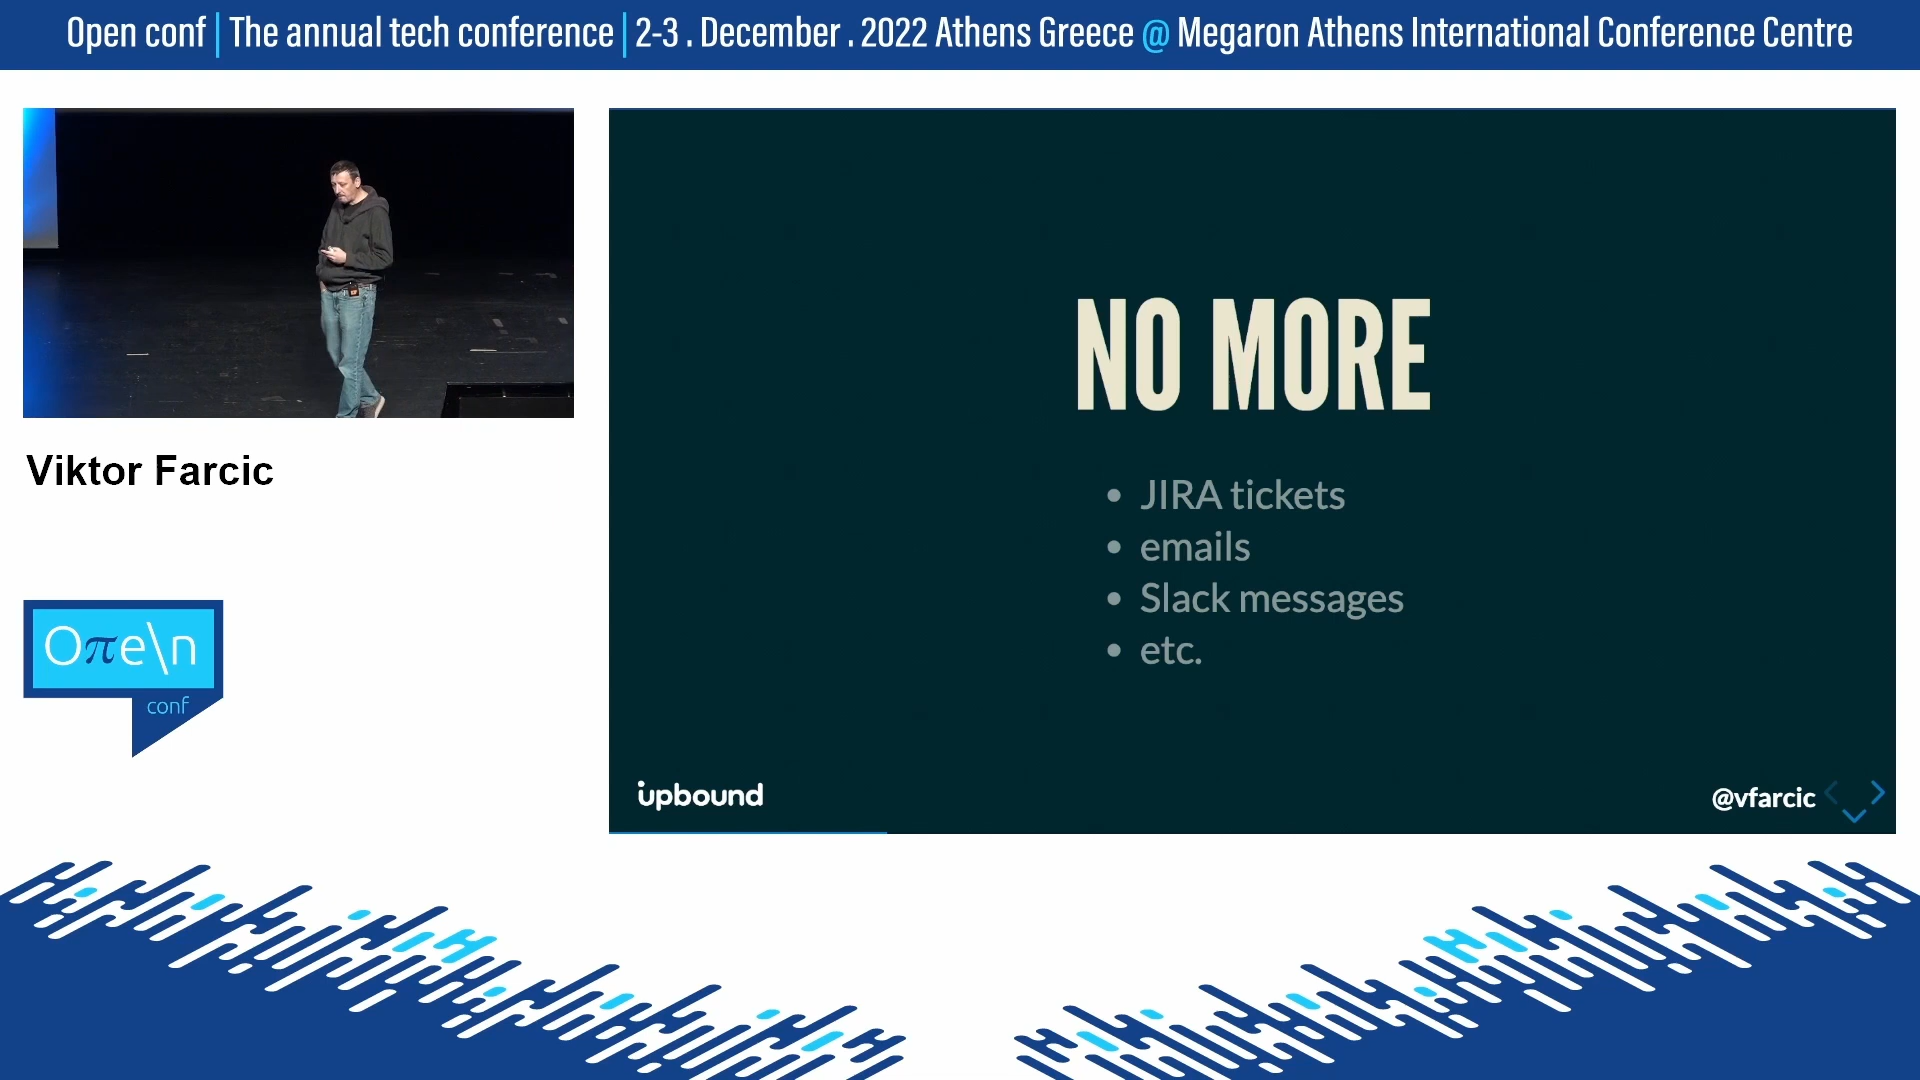 Open conf | The annual tech conference | 2-3 . December . 2022 Athens Greece @ Megaron Athens International Conference Centre
Viktor Farcic
Oπe\n
conf
NO MORE
• JIRA tickets
• emails
• Slack messages
• etc.
upbound
@vfarcic